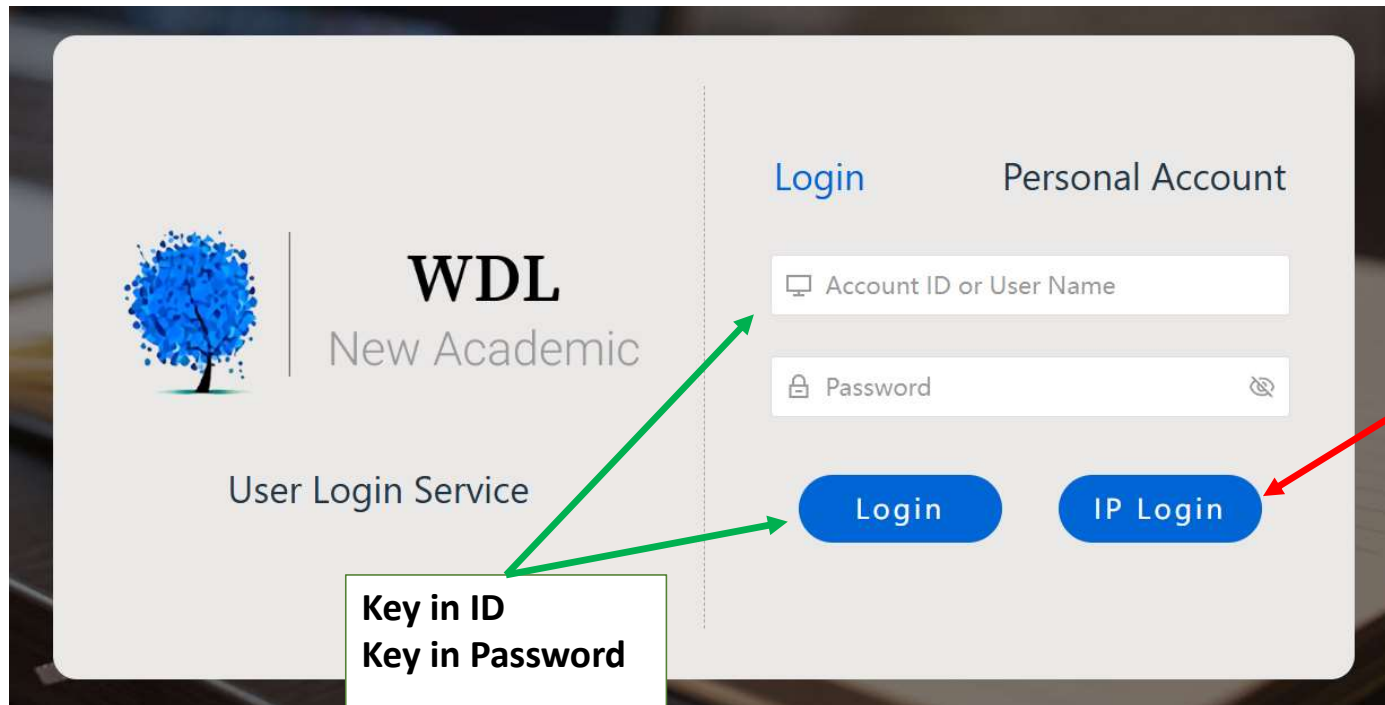 WDL
New Academic
User Login Service
Login
Personal Account
Account ID or User Name
Password
Login
IP Login
Key in ID
Key in Password